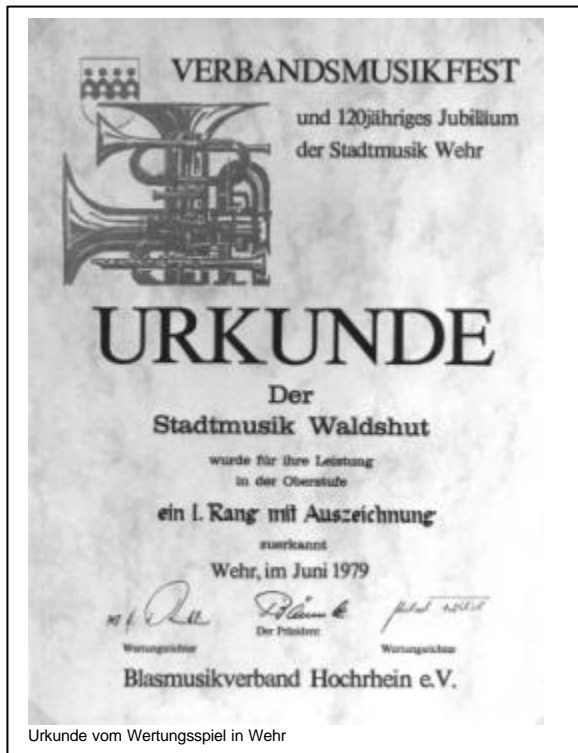 VERBANDSMUSIKFEST
und 120jähriges Jubiläum
der Stadtmusik Wehr
URKUNDE
Der
Stadtmusik Waldshut
wurde für ihre Leistung
in der Oberstufe
ein I. Rang mit Auszeichnung
zuerkannt
Wehr, im Juni 1979
Der Präsident
Wertungsrichter Wertungsrichter
Blasmusikverband Hochrhein e.V.
Urkunde vom Wertungsspiel in Wehr